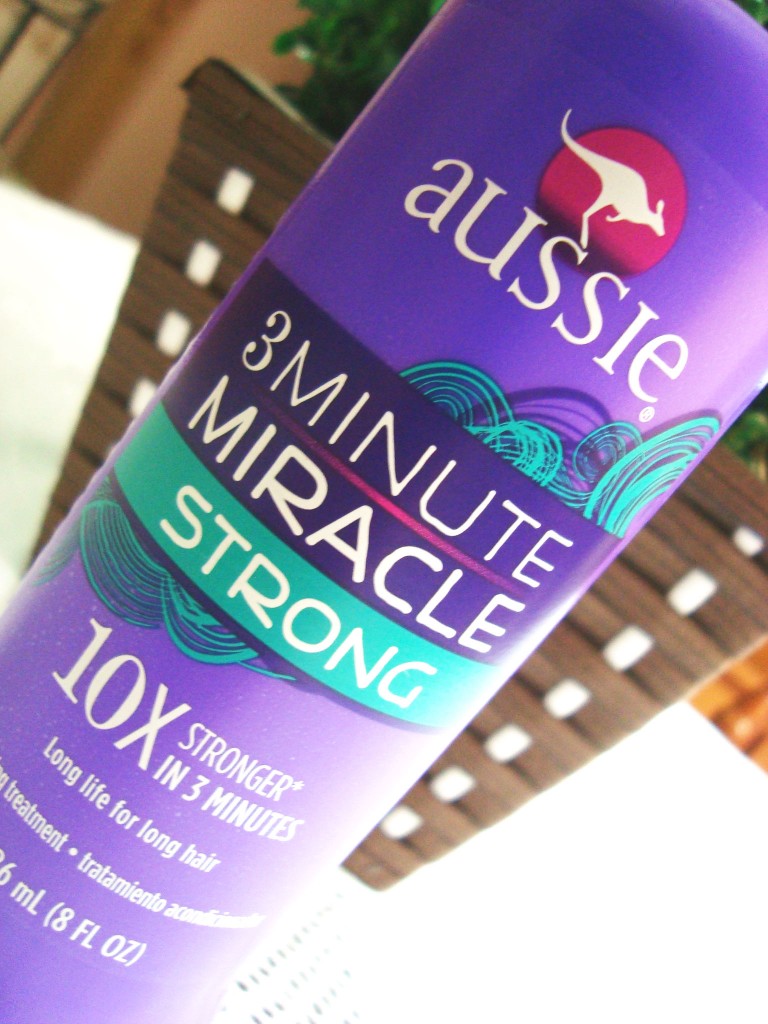 aussie®
3 MINUTE
MIRACLE
STRONG
10X STRONGER*
IN 3 MINUTES
Long life for long hair
treatment • tratamiento
6 mL (8 FL OZ)